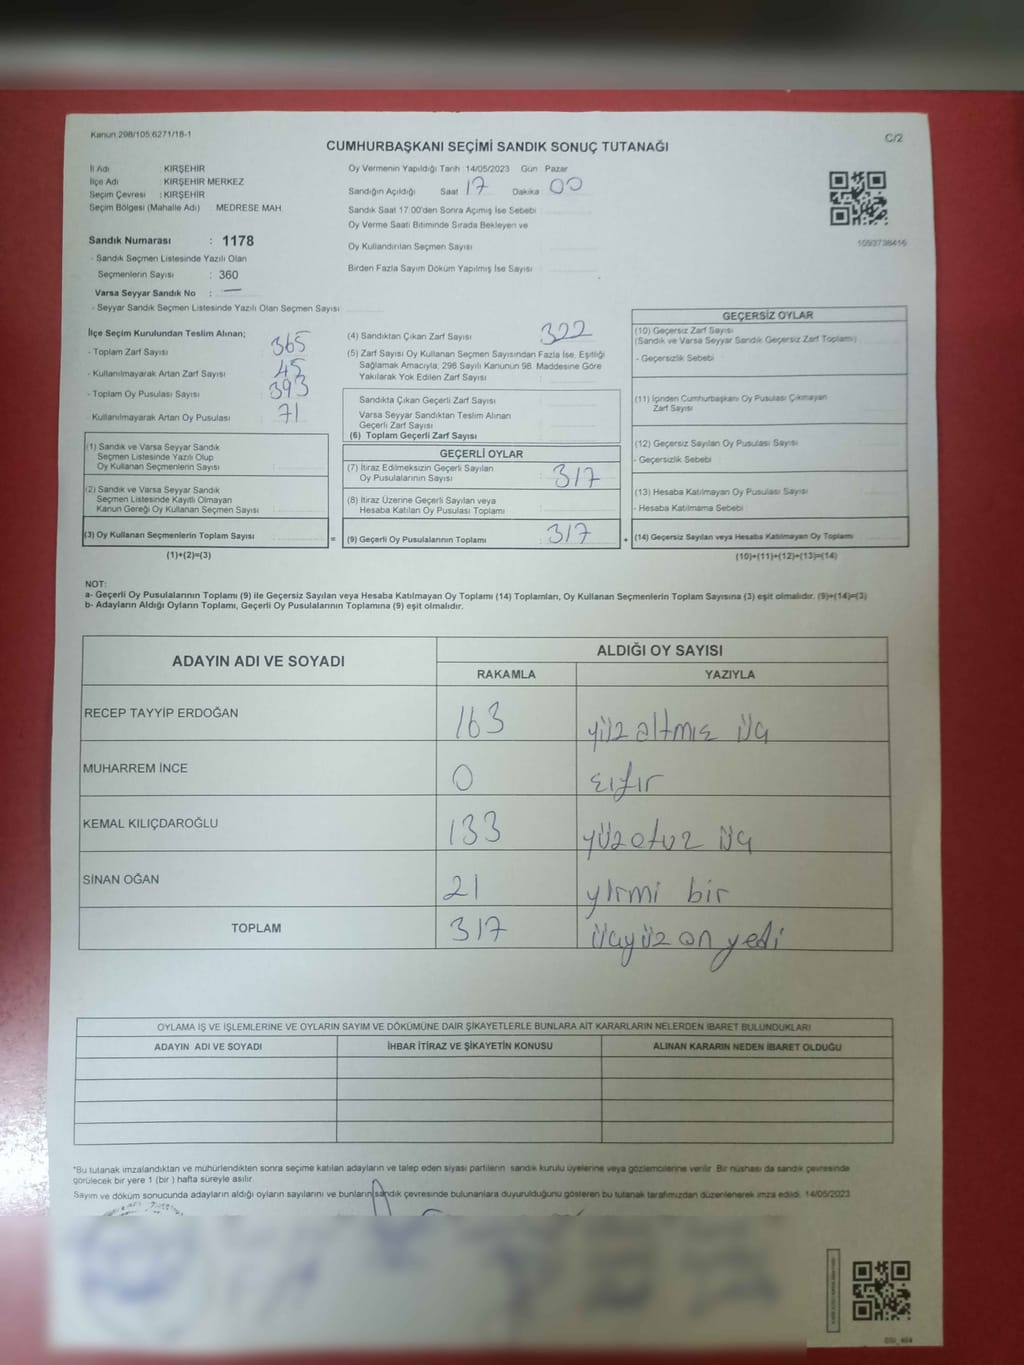 Kanun 298/105;6271/18-1
C/2
CUMHURBAŞKANI SEÇİMİ SANDIK SONUÇ TUTANAĞI
İl Adı KIRŞEHİR
İlçe Adı KIRŞEHİR MERKEZ
Seçim Çevresi : KIRŞEHİR
Seçim Bölgesi (Mahalle Adı) MEDRESE MAH.
Sandık Numarası : 1178
- Sandık Seçmen Listesinde Yazılı Olan
Seçmenlerin Sayısı : 360
Varsa Seyyar Sandık No : —
- Seyyar Sandık Seçmen Listesinde Yazılı Olan Seçmen Sayısı
Oy Vermenin Yapıldığı Tarih :14/05/2023 Gün Pazar
Sandığın Açıldığı Saat 17 Dakika : 00
Sandık Saat 17:00'den Sonra Açımış İse Sebebi
Oy Verme Saati Bitiminde Sırada Bekleyen ve
Oy Kullandırılan Seçmen Sayısı
Birden Fazla Sayım Döküm Yapılmış İse Sayısı
1093738416
İlçe Seçim Kurulundan Teslim Alınan;
- Toplam Zarf Sayısı 365
- Kullanılmayarak Artan Zarf Sayısı 45
- Toplam Oy Pusulası Sayısı 393
Kullanılmayarak Artan Oy Pusulası 71
(1) Sandık ve Varsa Seyyar Sandık
Seçmen Listesinde Yazılı Olup
Oy Kullanan Seçmenlerin Sayısı
(2) Sandık ve Varsa Seyyar Sandık
Seçmen Listesinde Kayıtlı Olmayan
Kanun Gereği Oy Kullanan Seçmen Sayısı
(3) Oy Kullanan Seçmenlerin Toplam Sayısı
(1)+(2)=(3)
=
(4) Sandıktan Çıkan Zarf Sayısı 322
(5) Zarf Sayısı Oy Kullanan Seçmen Sayısından Fazla İse, Eşitliği
Sağlamak Amacıyla; 298 Sayılı Kanunun 98. Maddesine Göre
Yakılarak Yok Edilen Zarf Sayısı
Sandıkta Çıkan Geçerli Zarf Sayısı
Varsa Seyyar Sandıktan Teslim Alınan
Geçerli Zarf Sayısı
(6) Toplam Geçerli Zarf Sayısı
GEÇERLİ OYLAR
(7) İtiraz Edilmeksizin Geçerli Sayılan
Oy Pusulalarının Sayısı : 317
(8) İtiraz Üzerine Geçerli Sayılan veya
Hesaba Katılan Oy Pusulası Toplamı
(9) Geçerli Oy Pusulalarının Toplamı : 317
+
GEÇERSİZ OYLAR
(10) Geçersiz Zarf Sayısı
(Sandık ve Varsa Seyyar Sandık Geçersiz Zarf Toplamı)
- Geçersizlik Sebebi
(11) İçinden Cumhurbaşkanı Oy Pusulası Çıkmayan
Zarf Sayısı
(12) Geçersiz Sayılan Oy Pusulası Sayısı
- Geçersizlik Sebebi
(13) Hesaba Katılmayan Oy Pusulası Sayısı
- Hesaba Katılmama Sebebi
(14) Geçersiz Sayılan veya Hesaba Katılmayan Oy Toplamı
(10)+(11)+(12)+(13)=(14)
NOT:
a- Geçerli Oy Pusulalarının Toplamı (9) ile Geçersiz Sayılan veya Hesaba Katılmayan Oy Toplamı (14) Toplamları, Oy Kullanan Seçmenlerin Toplam Sayısına (3) eşit olmalıdır. (9)+(14)=(3)
b- Adayların Aldığı Oyların Toplamı, Geçerli Oy Pusulalarının Toplamına (9) eşit olmalıdır.
ADAYIN ADI VE SOYADI
ALDIĞI OY SAYISI
RAKAMLA YAZIYLA
RECEP TAYYİP ERDOĞAN 163 yüz altmış üç
MUHARREM İNCE 0 sıfır
KEMAL KILIÇDAROĞLU 133 yüz otuz üç
SİNAN OĞAN 21 yirmi bir
TOPLAM 317 üçyüz on yedi
OYLAMA İŞ VE İŞLEMLERİNE VE OYLARIN SAYIM VE DÖKÜMÜNE DAİR ŞİKAYETLERLE BUNLARA AİT KARARLARIN NELERDEN İBARET BULUNDUKLARI
ADAYIN ADI VE SOYADI İHBAR İTİRAZ VE ŞİKAYETİN KONUSU ALINAN KARARIN NEDEN İBARET OLDUĞU
*Bu tutanak imzalandıktan ve mühürlendikten sonra seçime katılan adayların ve talep eden siyasi partilerin sandık kurulu üyelerine veya gözlemcilerine verilir. Bir nüshası da sandık çevresinde
görülecek bir yere 1 (bir) hafta süreyle asılır.
Sayım ve döküm sonucunda adayların aldığı oyların sayılarını ve bunların sandık çevresinde bulunanlara duyurulduğunu gösteren bu tutanak tarafımızdan düzenlenerek imza edildi. 14/05/2023